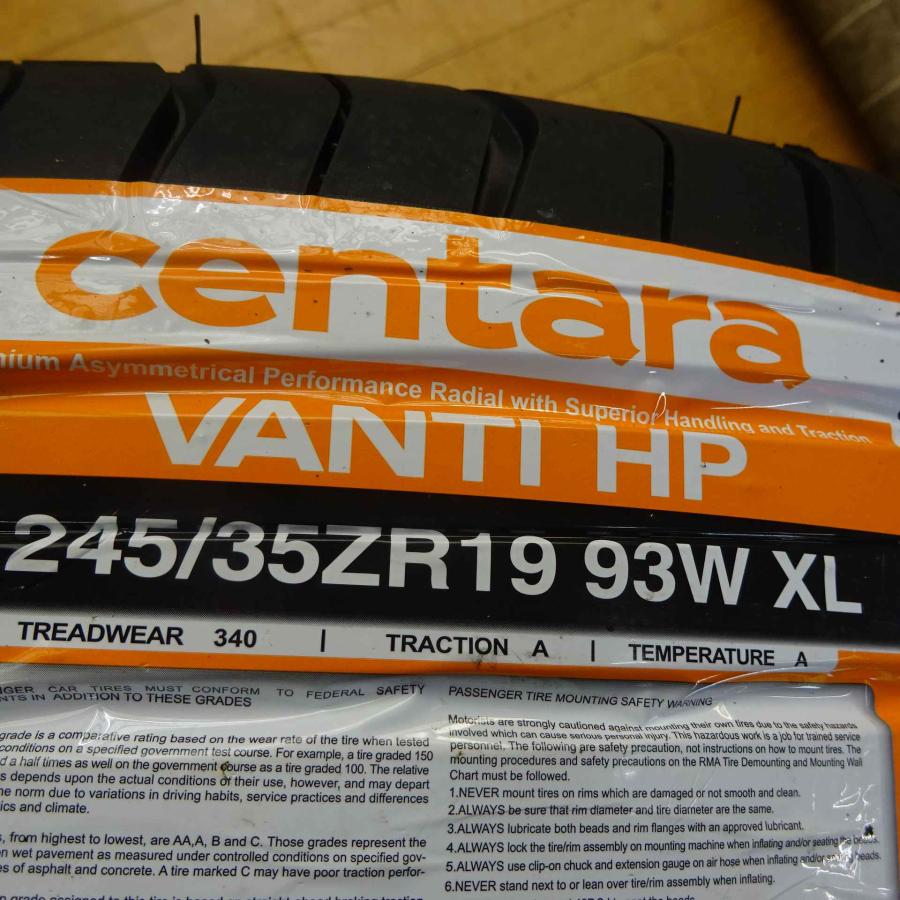 centara
Asymmetrical Performance Radial with Superior Handling and Traction
VANTI HP
245/35ZR19 93W XL
TREADWEAR 340 | TRACTION A | TEMPERATURE A
CAR TIRES MUST CONFORM TO FEDERAL SAFETY
IN ADDITION TO THESE GRADES
grade is a comparative rating based on the wear rate of the tire when tested
conditions on a specified government test course. For example, a tire graded 150
a half times as well on the government course as a tire graded 100. The relative
depends upon the actual conditions of their use, however, and may depart
norm due to variations in driving habits, service practices and differences
and climate.
from highest to lowest, are AA,A, B and C. Those grades represent the
wet pavement as measured under controlled conditions on specified gov-
of asphalt and concrete. A tire marked C may have poor traction perfor-
PASSENGER TIRE MOUNTING SAFETY WARNING
Motorists are strongly cautioned against mounting their own tires due to the safety hazards
involved which can cause serious personal injury. This hazardous work is a job for trained service
personnel. The following are safety precaution, not instructions on how to mount tires. The
mounting procedures and safety precautions on the RMA Tire Demounting and Mounting Wall
Chart must be followed.
1.NEVER mount tires on rims which are damaged or not smooth and clean.
2.ALWAYS be sure that rim diameter and tire diameter are the same.
3.ALWAYS lubricate both beads and rim flanges with an approved lubricant.
4.ALWAYS lock the tire/rim assembly on mounting machine when inflating and/or seating the beads.
5.ALWAYS use clip-on chuck and extension gauge on air hose when inflating and/or seating beads.
6.NEVER stand next to or lean over tire/rim assembly when inflating.